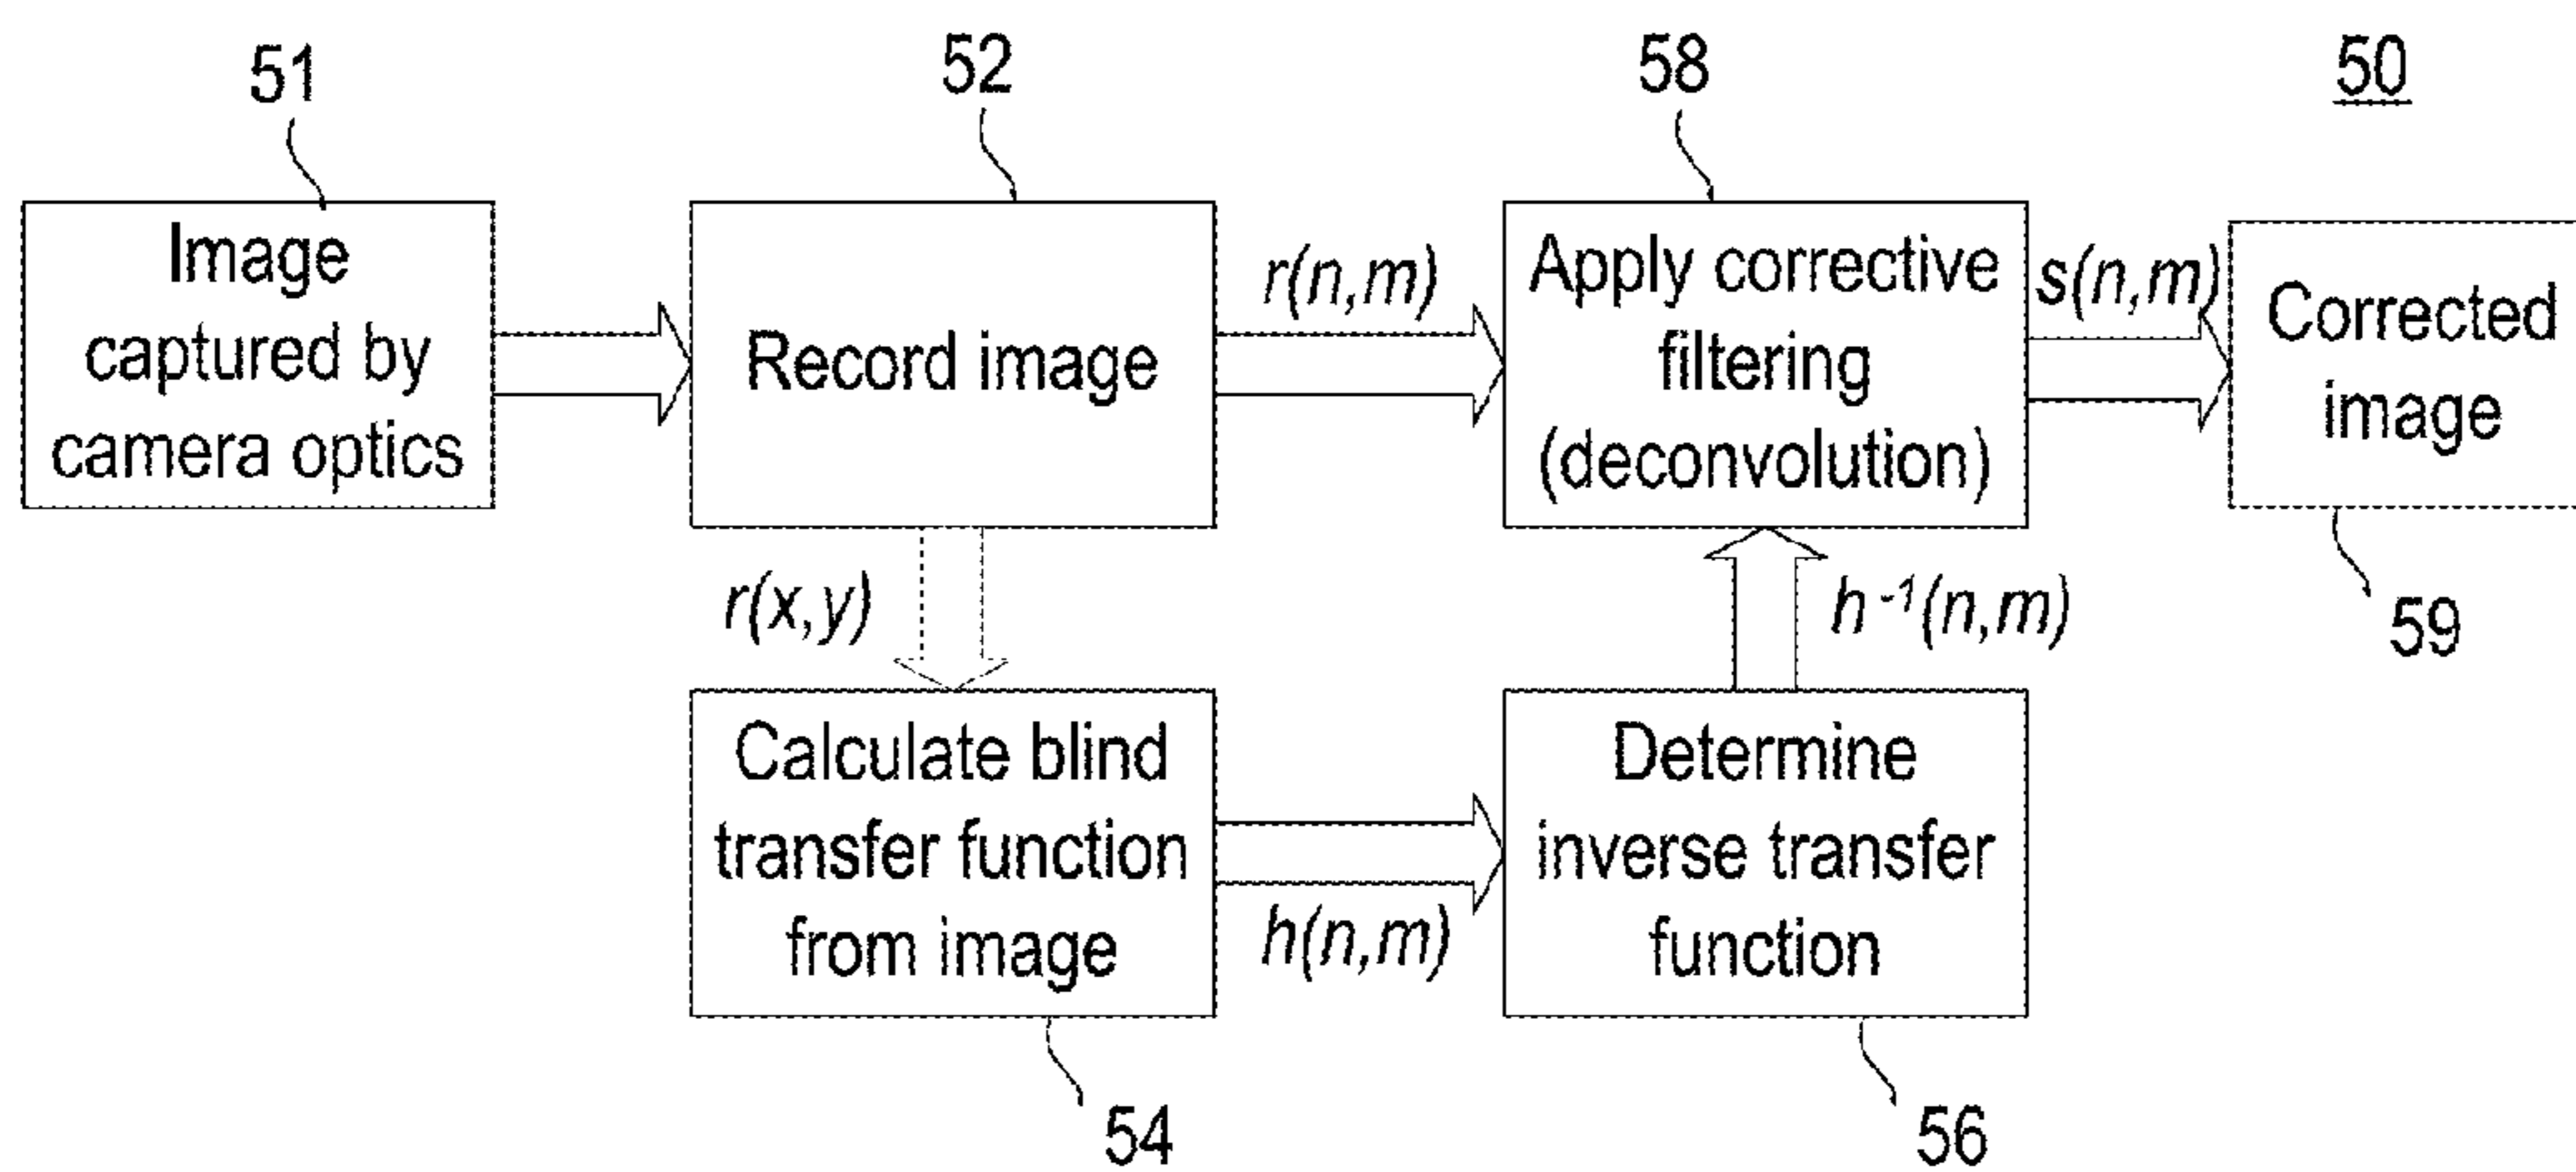 51
52
58
50
Image
captured by
camera optics
Record image
r(n,m)
Apply corrective
filtering
(deconvolution)
s(n,m)
Corrected
image
r(x,y)
h-1(n,m)
59
Calculate blind
transfer function
from image
h(n,m)
Determine
inverse transfer
function
54
56